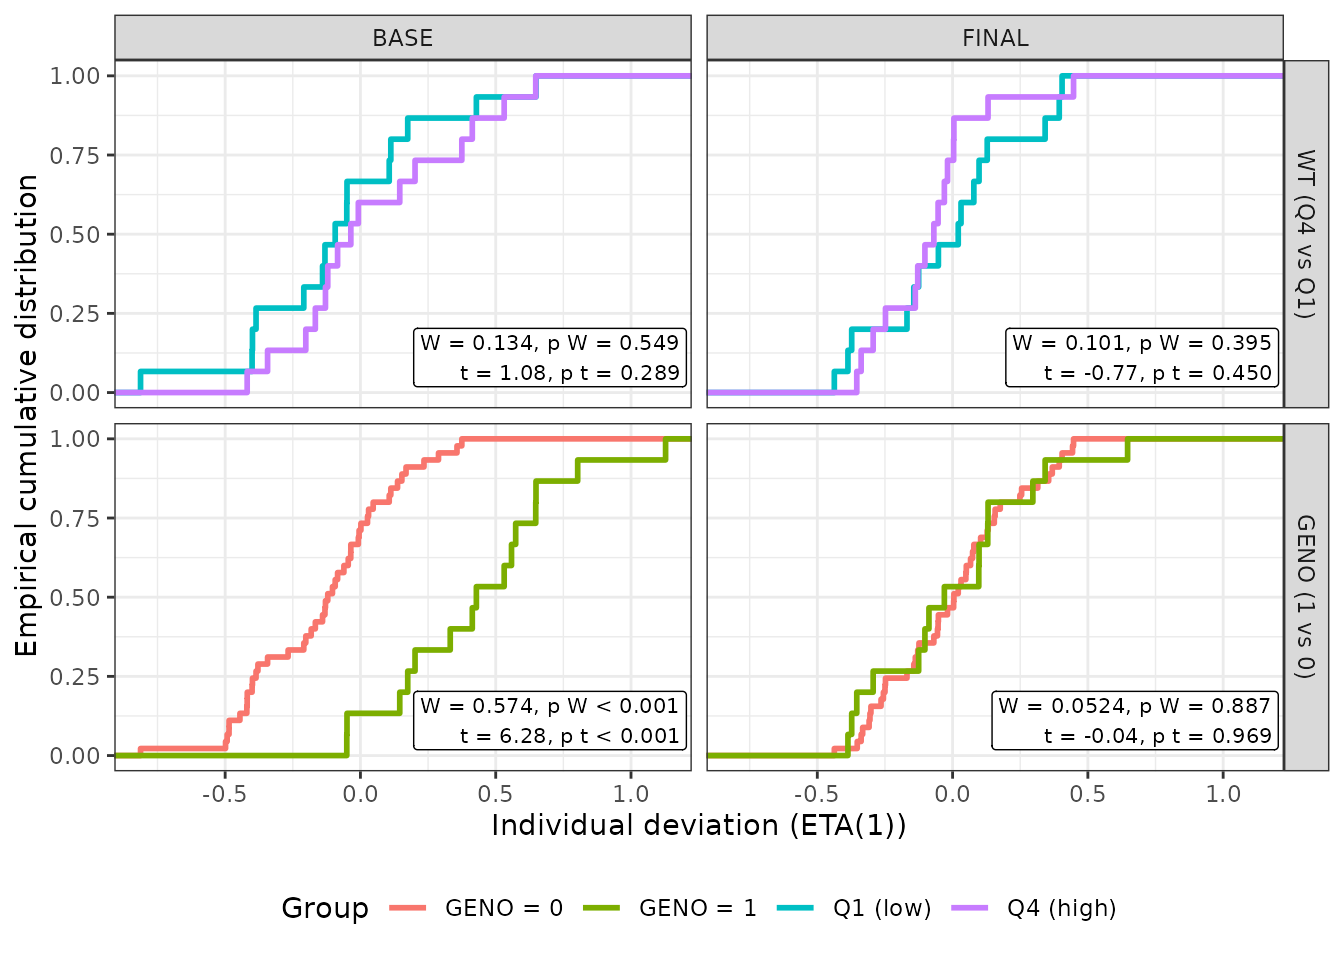 BASE
FINAL
Empirical cumulative distribution
1.00
0.75
0.50
0.25
0.00
W = 0.134, p W = 0.549
t = 1.08, p t = 0.289
W = 0.101, p W = 0.395
t = -0.77, p t = 0.450
WT (Q4 vs Q1)
1.00
0.75
0.50
0.25
0.00
W = 0.574, p W < 0.001
t = 6.28, p t < 0.001
W = 0.0524, p W = 0.887
t = -0.04, p t = 0.969
GENO (1 vs 0)
-0.5 0.0 0.5 1.0
-0.5 0.0 0.5 1.0
Individual deviation (ETA(1))
Group GENO = 0 GENO = 1 Q1 (low) Q4 (high)